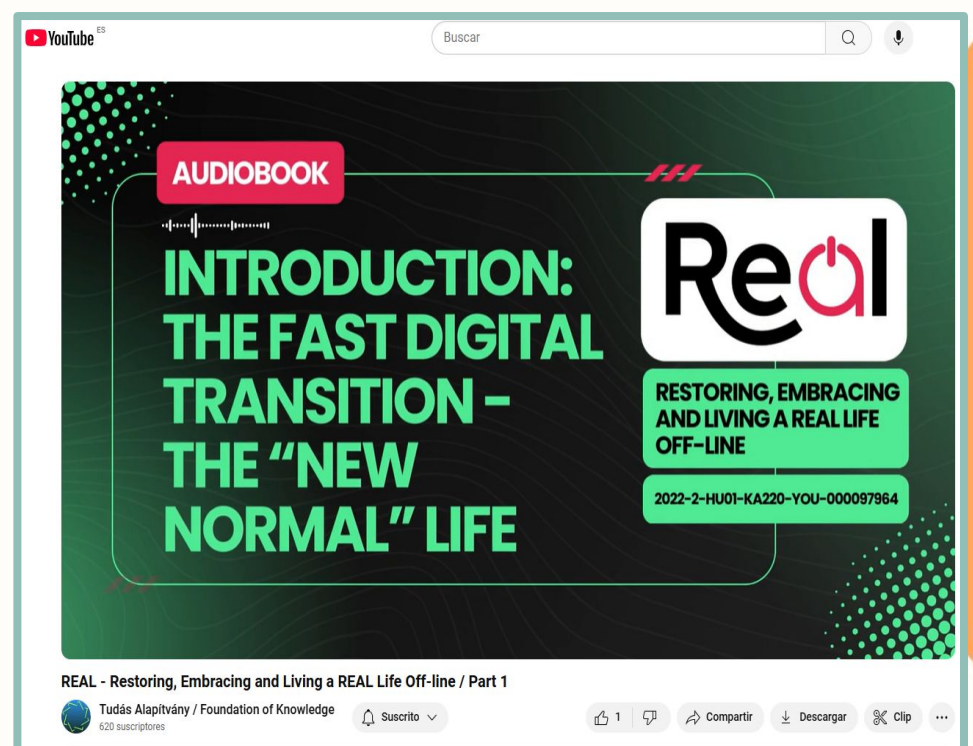 YouTube ES
Buscar
AUDIOBOOK
INTRODUCTION:
THE FAST DIGITAL
TRANSITION –
THE “NEW
NORMAL” LIFE
Real
RESTORING, EMBRACING
AND LIVING A REAL LIFE
OFF-LINE
2022-2-HU01-KA220-YOU-000097964
REAL - Restoring, Embracing and Living a REAL Life Off-line / Part 1
Tudás Alapítvány / Foundation of Knowledge
620 suscriptores
Suscrito
1
Compartir
Descargar
Clip